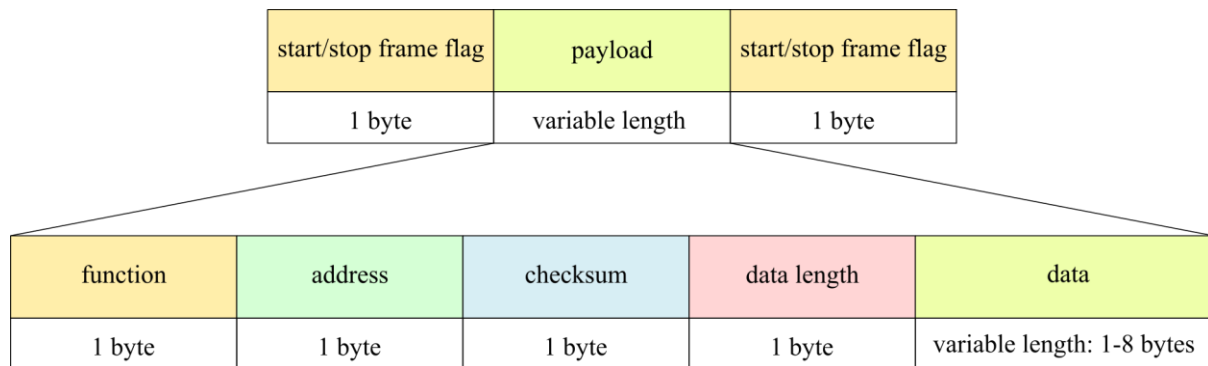 start/stop frame flag payload start/stop frame flag
1 byte variable length 1 byte
function address checksum data length data
1 byte 1 byte 1 byte 1 byte variable length: 1-8 bytes